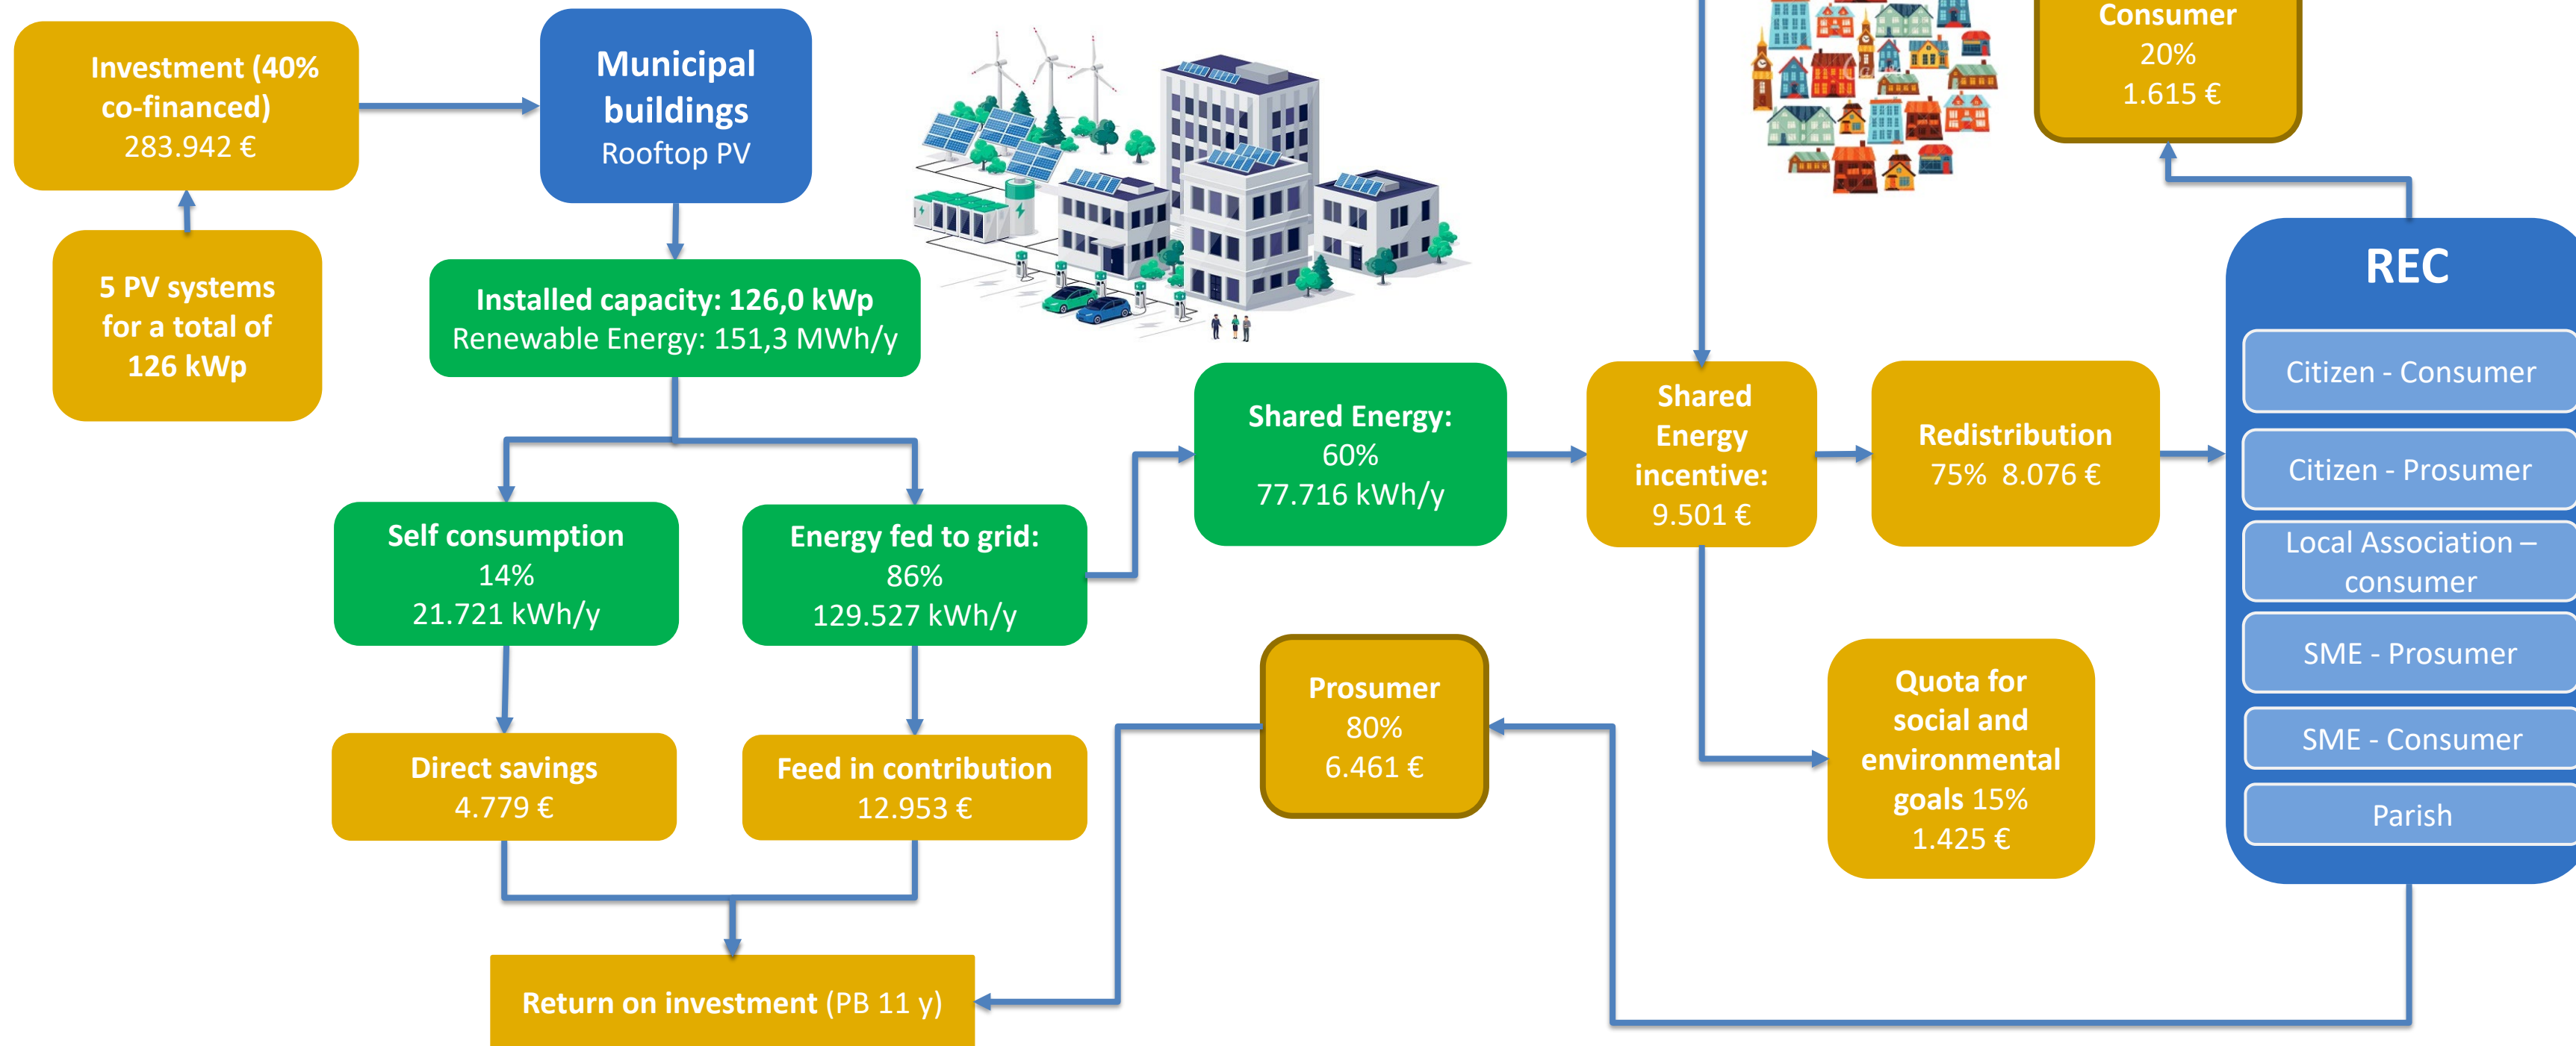 Investment (40%
co-financed)
283.942 €
5 PV systems
for a total of
126 kWp
Municipal
buildings
Rooftop PV
Installed capacity: 126,0 kWp
Renewable Energy: 151,3 MWh/y
Self consumption
14%
21.721 kWh/y
Energy fed to grid:
86%
129.527 kWh/y
Direct savings
4.779 €
Feed in contribution
12.953 €
Return on investment (PB 11 y)
Shared Energy:
60%
77.716 kWh/y
Shared
Energy
incentive:
9.501 €
Redistribution
75% 8.076 €
Prosumer
80%
6.461 €
Quota for
social and
environmental
goals 15%
1.425 €
Consumer
20%
1.615 €
REC
Citizen - Consumer
Citizen - Prosumer
Local Association –
consumer
SME - Prosumer
SME - Consumer
Parish